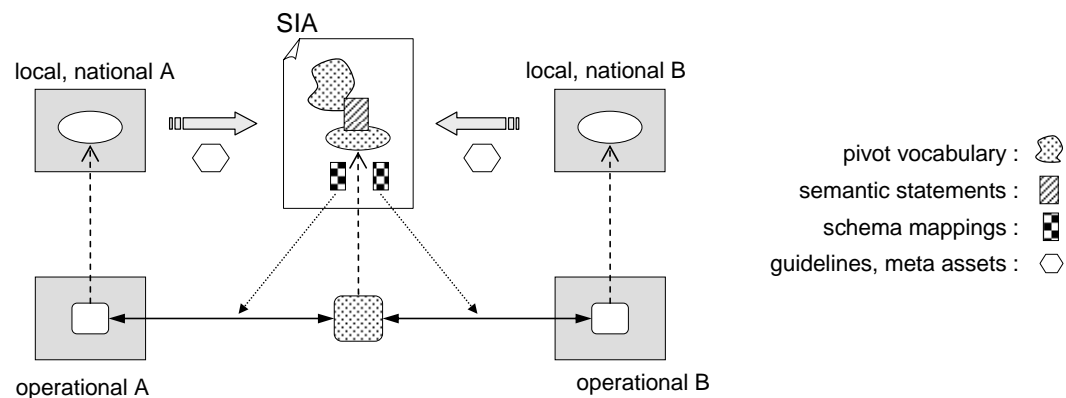 SIA
local, national A
local, national B
pivot vocabulary :
semantic statements :
schema mappings :
guidelines, meta assets :
operational A
operational B